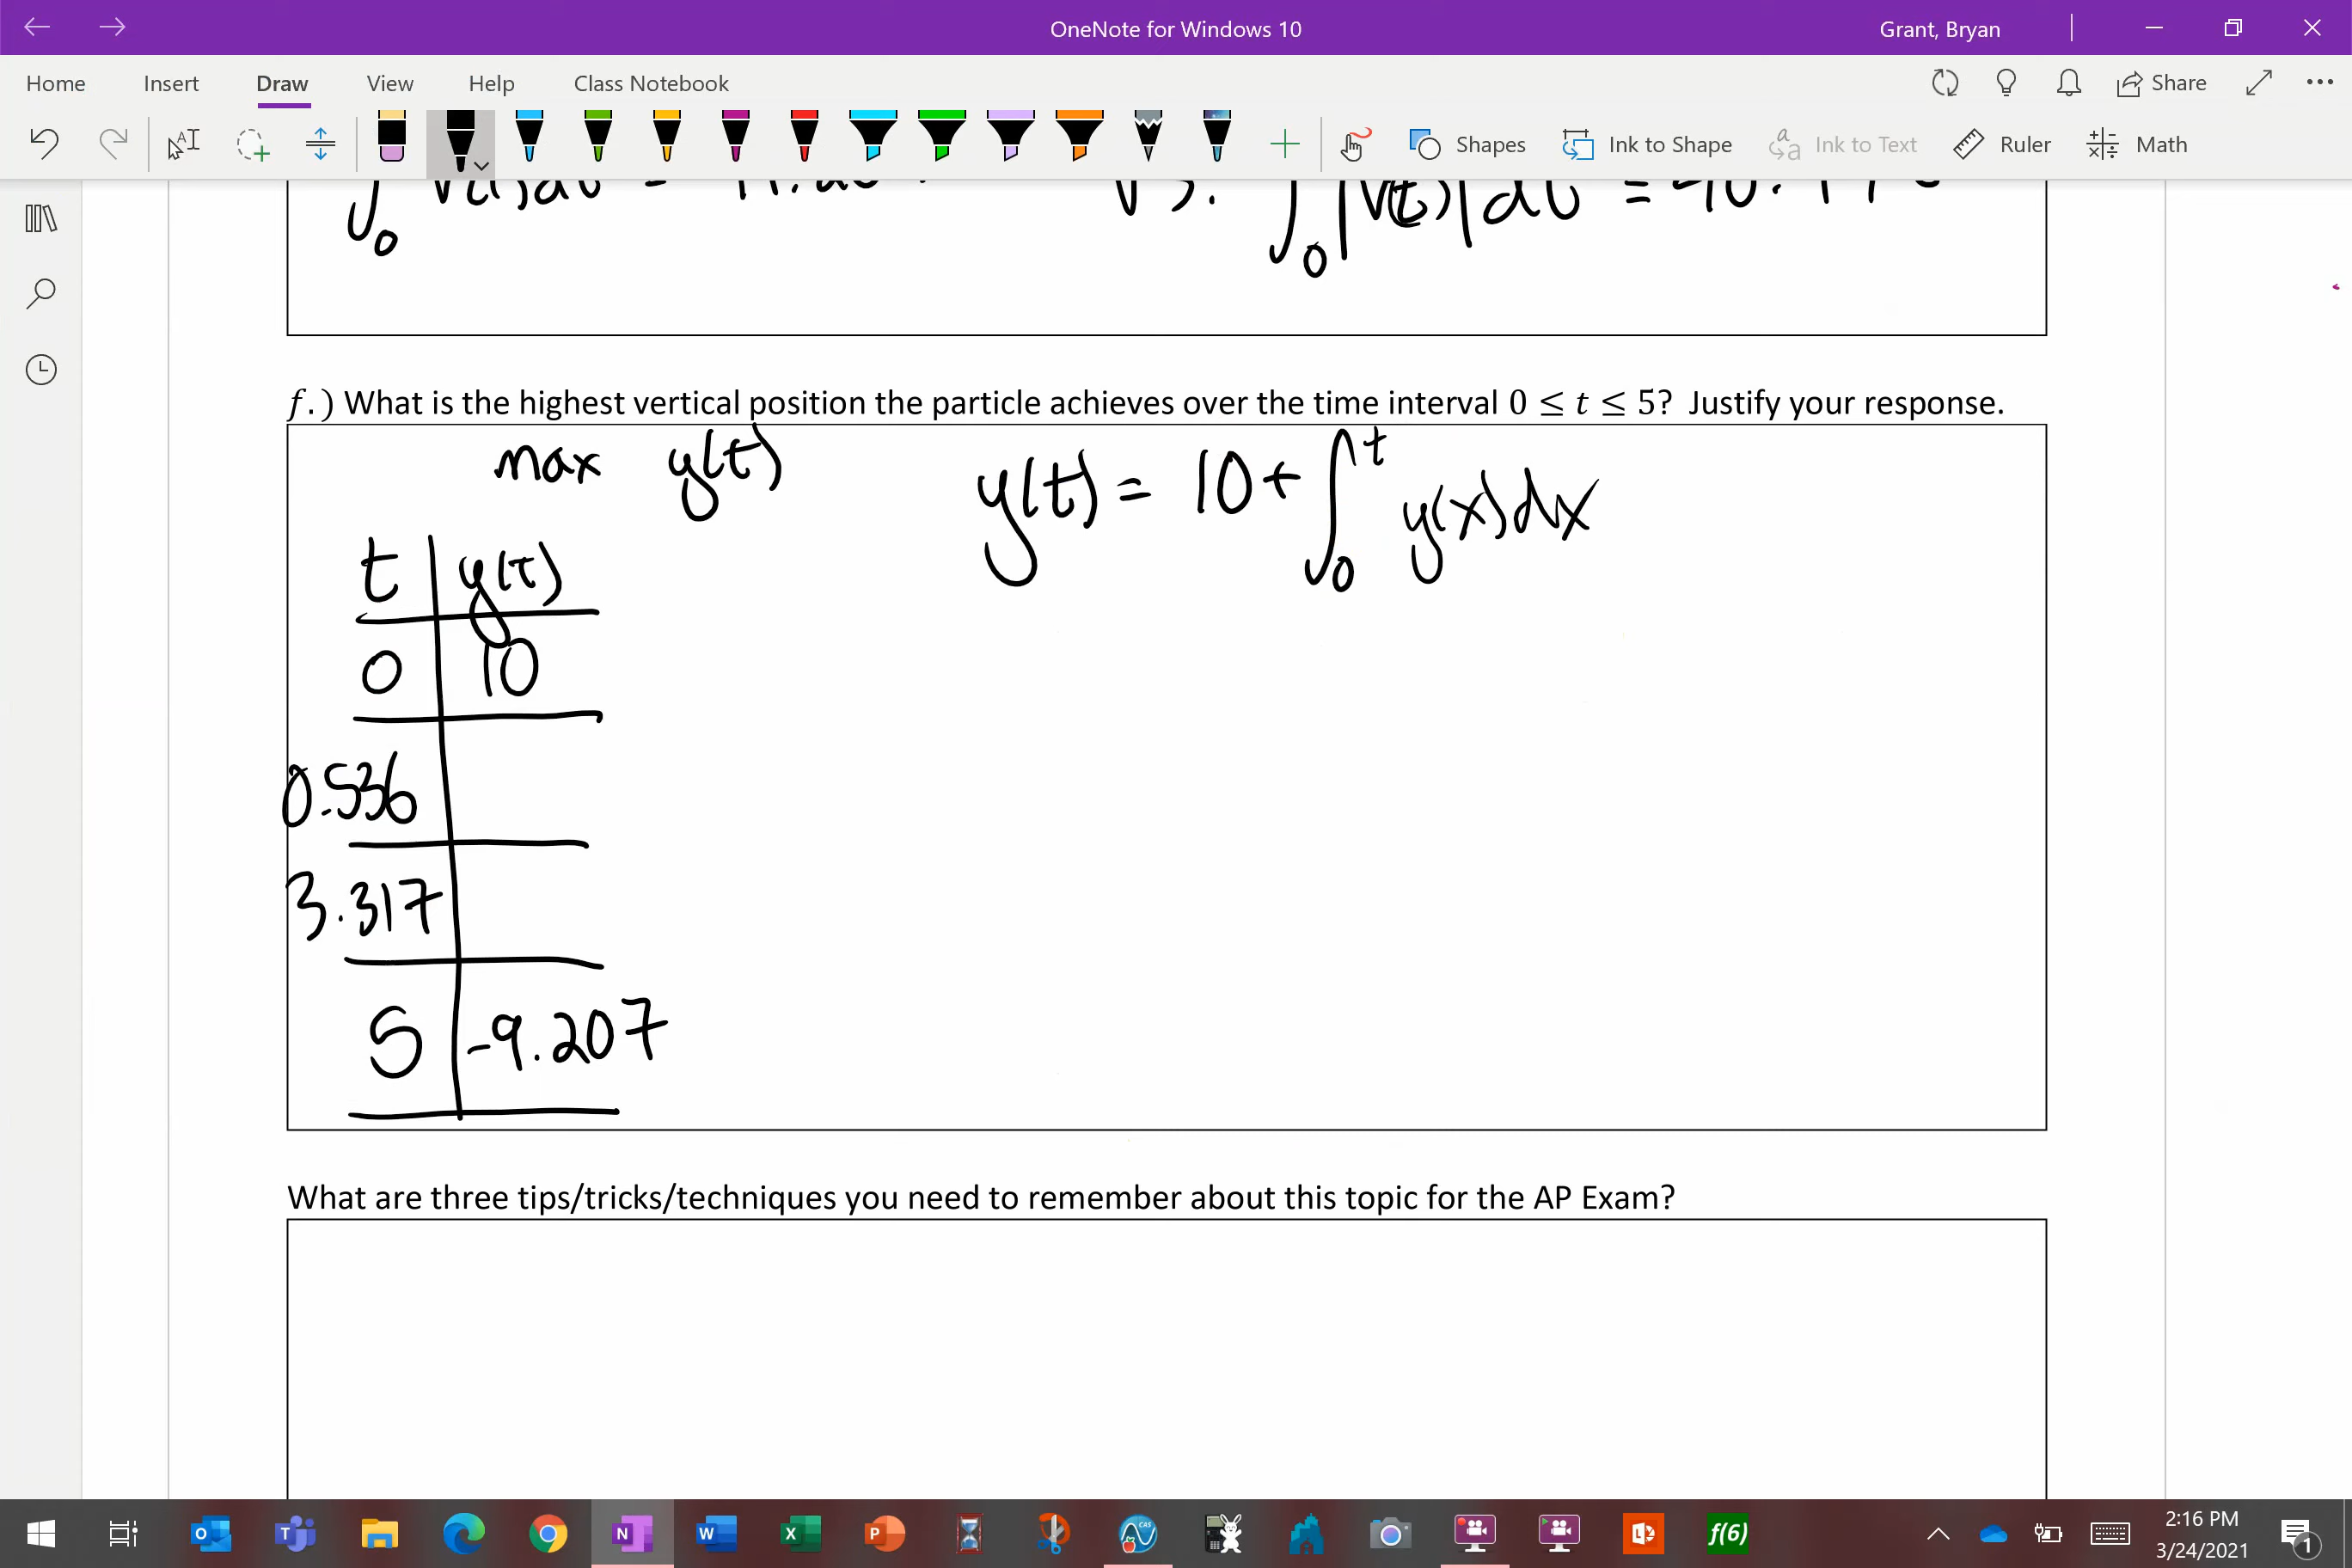 OneNote for Windows 10
Grant, Bryan
Home Insert Draw View Help Class Notebook
Share
Shapes Ink to Shape Ink to Text Ruler Math
0 0 |v(t)|
f.) What is the highest vertical position the particle achieves over the time interval 0 ≤ t ≤ 5? Justify your response.
max y(t)
y(t) = 10 + ∫₀ᵗ y(x) dx
t y(t)
0 10
0.536
3.317
5 -9.207
What are three tips/tricks/techniques you need to remember about this topic for the AP Exam?
f(6)
2:16 PM
3/24/2021
1